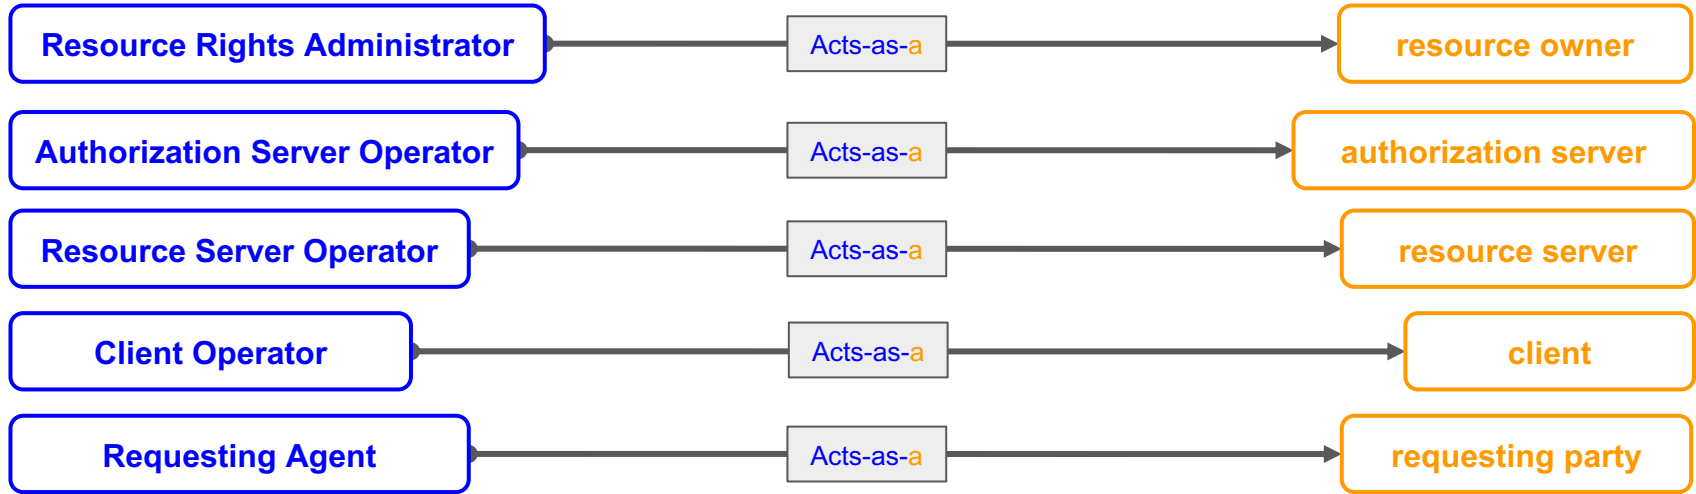 Resource Rights Administrator Acts-as-a resource owner
Authorization Server Operator Acts-as-a authorization server
Resource Server Operator Acts-as-a resource server
Client Operator Acts-as-a client
Requesting Agent Acts-as-a requesting party